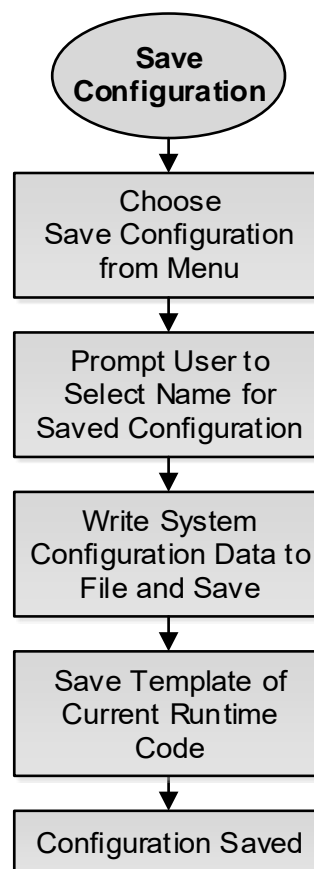 Save
Configuration
Choose
Save Configuration
from Menu
Prompt User to
Select Name for
Saved Configuration
Write System
Configuration Data to
File and Save
Save Template of
Current Runtime
Code
Configuration Saved